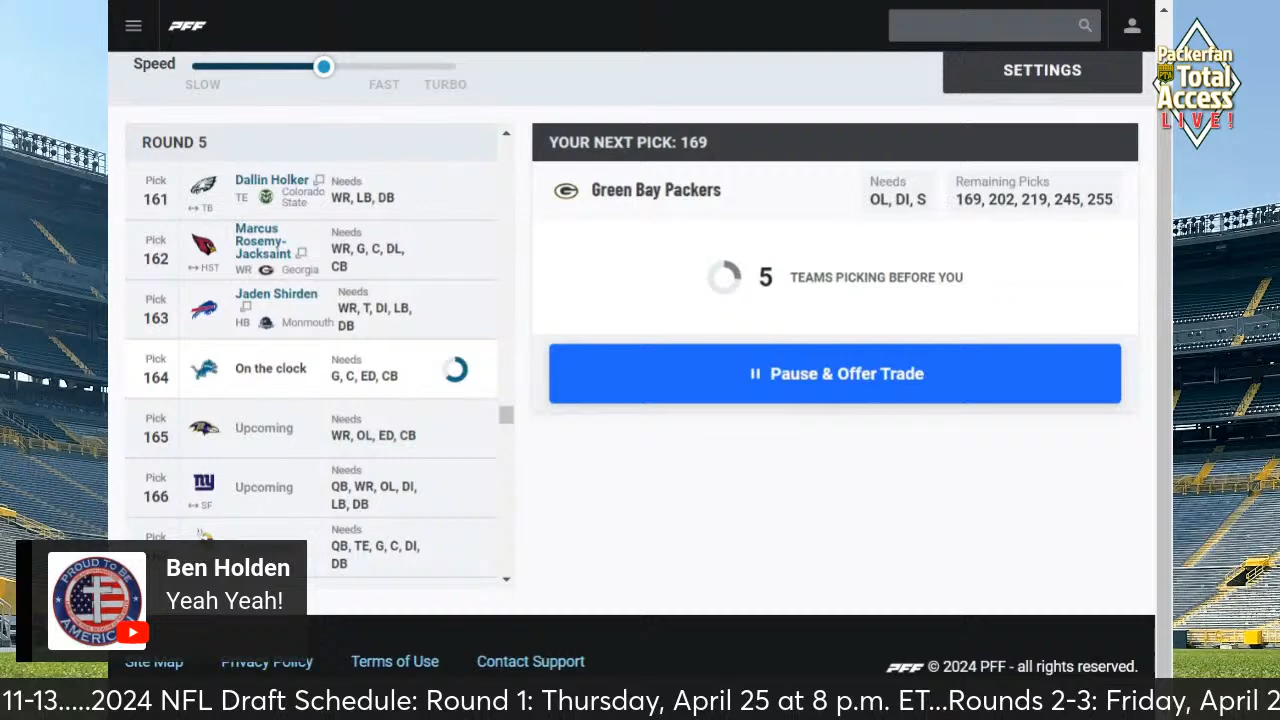 PFF
Packerfan
PTA
Total
Access
LIVE!
Speed
SLOW
FAST
TURBO
SETTINGS
ROUND 5
Pick
161
TB
Dallin Holker
TE
Colorado
State
Needs
WR, LB, DB
Pick
162
HST
Marcus
Rosemy-
Jacksaint
WR
Georgia
Needs
WR, G, C, DL,
CB
Pick
163
Jaden Shirden
HB
Monmouth
Needs
WR, T, DI, LB,
DB
Pick
164
On the clock
Needs
G, C, ED, CB
Pick
165
Upcoming
Needs
WR, OL, ED, CB
Pick
166
ny
SF
Upcoming
Needs
QB, WR, OL, DI,
LB, DB
Pick
Needs
QB, TE, G, C, DI,
DB
YOUR NEXT PICK: 169
Green Bay Packers
Needs
OL, DI, S
Remaining Picks
169, 202, 219, 245, 255
5 TEAMS PICKING BEFORE YOU
Pause & Offer Trade
PROUD TO BE
AMERICAN
Ben Holden
Yeah Yeah!
Site Map
Privacy Policy
Terms of Use
Contact Support
PFF © 2024 PFF - all rights reserved.
11-13.....2024 NFL Draft Schedule: Round 1: Thursday, April 25 at 8 p.m. ET...Rounds 2-3: Friday, April 2